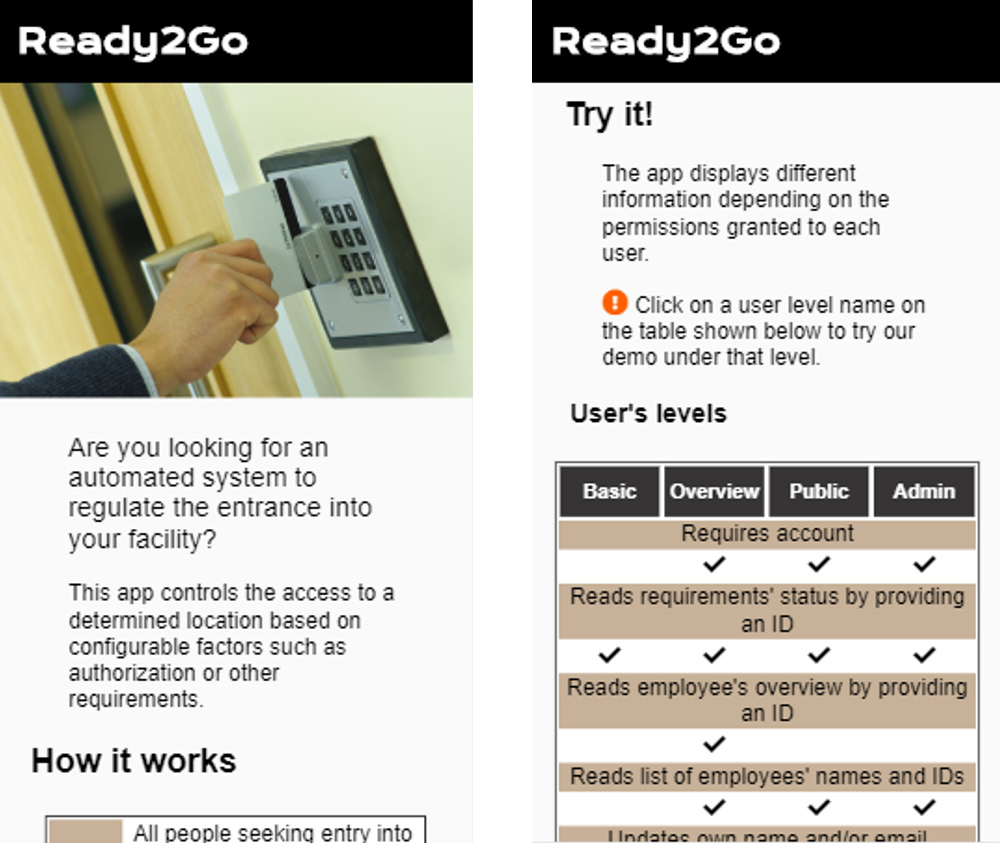 Ready2Go
Are you looking for an
automated system to
regulate the entrance into
your facility?
This app controls the access to a
determined location based on
configurable factors such as
authorization or other
requirements.
How it works
All people seeking entry into
Ready2Go
Try it!
The app displays different
information depending on the
permissions granted to each
user.
Click on a user level name on
the table shown below to try our
demo under that level.
User's levels
Basic Overview Public Admin
Requires account
Reads requirements' status by providing
an ID
Reads employee's overview by providing
an ID
Reads list of employees' names and IDs
Updates own name and/or email